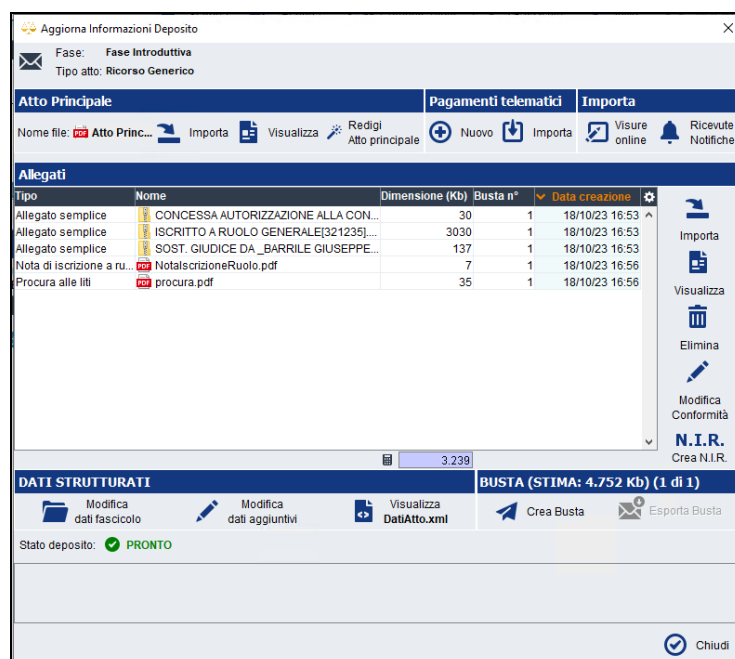 Aggiorna Informazioni Deposito
Fase: Fase Introduttiva
Tipo atto: Ricorso Generico
Atto Principale Pagamenti telematici Importa
Nome file: PDF Atto Princ... Importa Visualizza Redigi Atto principale Nuovo Importa Visure online Ricevute Notifiche
Allegati
Tipo Nome Dimensione (Kb) Busta n° Data creazione
Allegato semplice CONCESSA AUTORIZZAZIONE ALLA CON... 30 1 18/10/23 16:53
Allegato semplice ISCRITTO A RUOLO GENERALE[321235].... 3030 1 18/10/23 16:53
Allegato semplice SOST. GIUDICE DA _BARRILE GIUSEPPE... 137 1 18/10/23 16:53
Nota di iscrizione a ru... PDF NotaIscrizioneRuolo.pdf 7 1 18/10/23 16:56
Procura alle liti PDF procura.pdf 35 1 18/10/23 16:56
Importa
Visualizza
Elimina
Modifica
Conformità
N.I.R.
Crea N.I.R.
3.239
DATI STRUTTURATI BUSTA (STIMA: 4.752 Kb) (1 di 1)
Modifica dati fascicolo Modifica dati aggiuntivi Visualizza DatiAtto.xml Crea Busta Esporta Busta
Stato deposito: PRONTO
Chiudi